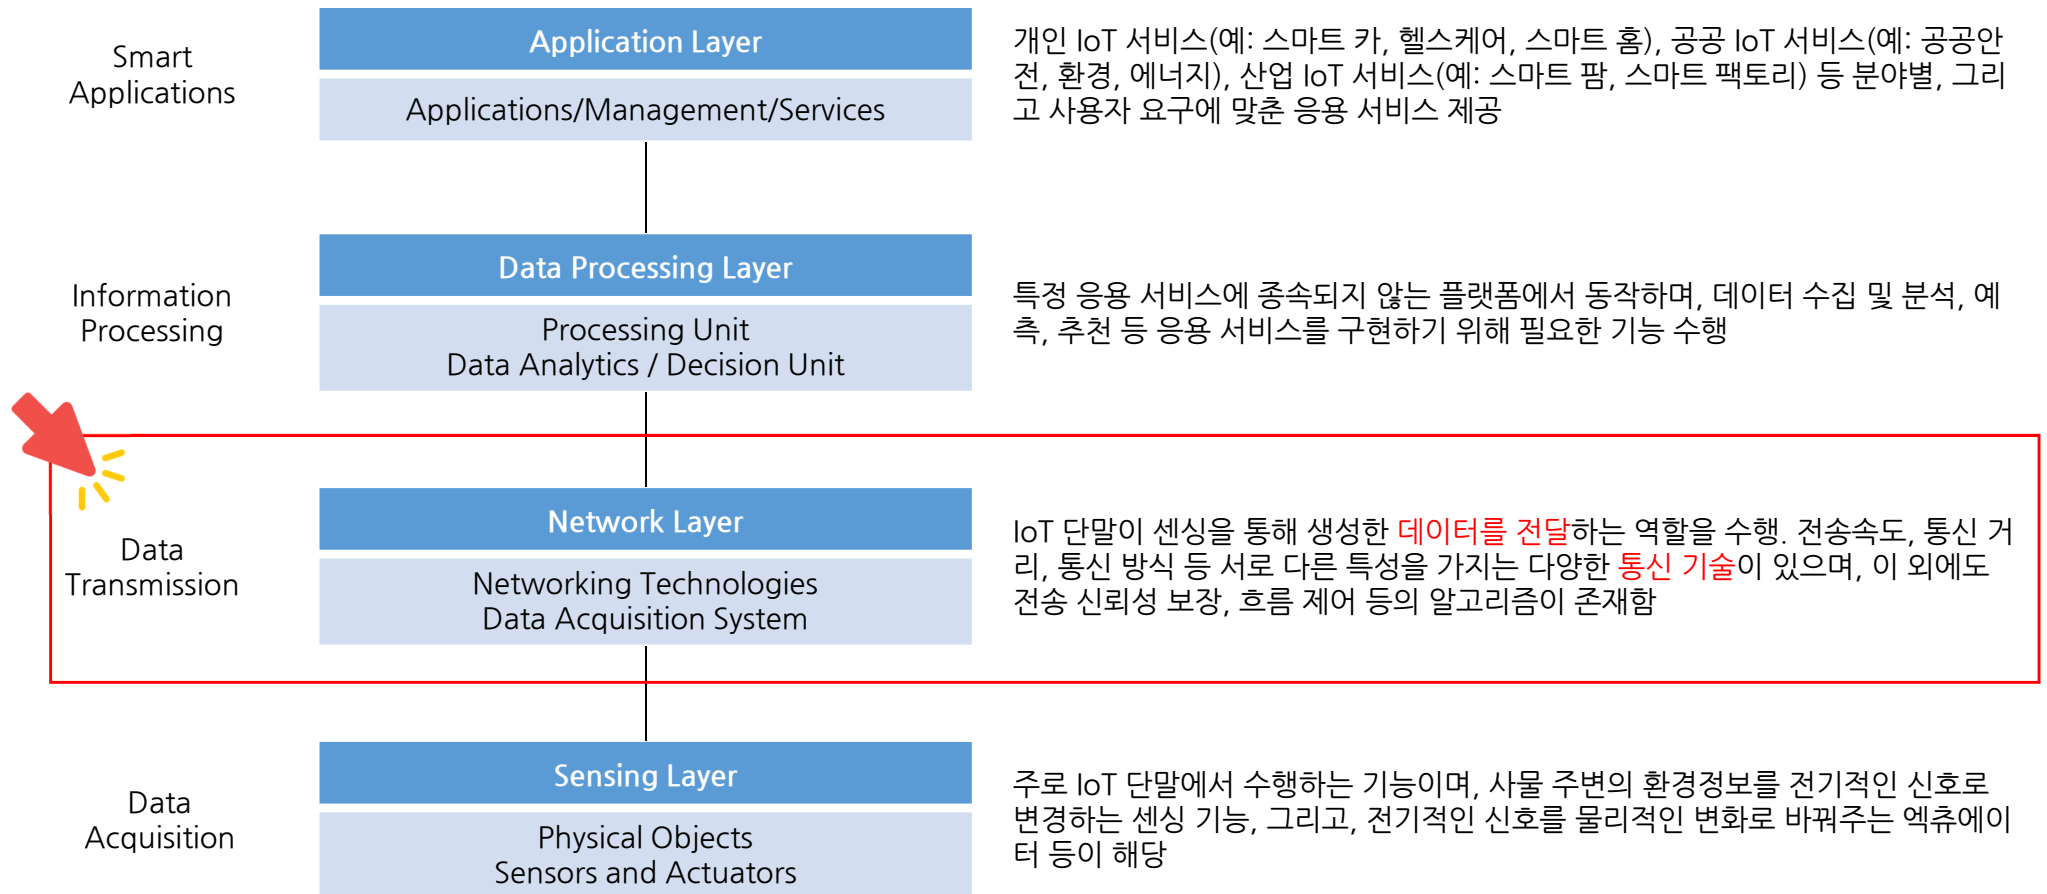 Smart
Applications
Application Layer
Applications/Management/Services
개인 IoT 서비스(예: 스마트 카, 헬스케어, 스마트 홈), 공공 IoT 서비스(예: 공공안
전, 환경, 에너지), 산업 IoT 서비스(예: 스마트 팜, 스마트 팩토리) 등 분야별, 그리
고 사용자 요구에 맞춘 응용 서비스 제공
Information
Processing
Data Processing Layer
Processing Unit
Data Analytics / Decision Unit
특정 응용 서비스에 종속되지 않는 플랫폼에서 동작하며, 데이터 수집 및 분석, 예
측, 추천 등 응용 서비스를 구현하기 위해 필요한 기능 수행
Data
Transmission
Network Layer
Networking Technologies
Data Acquisition System
IoT 단말이 센싱을 통해 생성한 데이터를 전달하는 역할을 수행. 전송속도, 통신 거
리, 통신 방식 등 서로 다른 특성을 가지는 다양한 통신 기술이 있으며, 이 외에도
전송 신뢰성 보장, 흐름 제어 등의 알고리즘이 존재함
Data
Acquisition
Sensing Layer
Physical Objects
Sensors and Actuators
주로 IoT 단말에서 수행하는 기능이며, 사물 주변의 환경정보를 전기적인 신호로
변경하는 센싱 기능, 그리고, 전기적인 신호를 물리적인 변화로 바꿔주는 엑츄에이
터 등이 해당